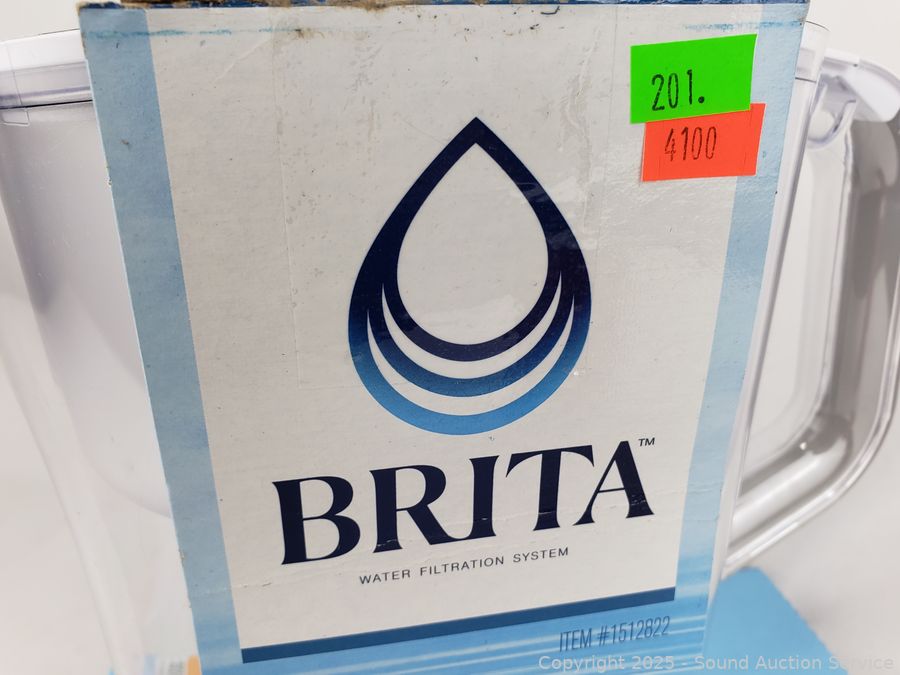 201.
4100
BRITA™
WATER FILTRATION SYSTEM
ITEM #1512822
Copyright 2025 - Sound Auction Service